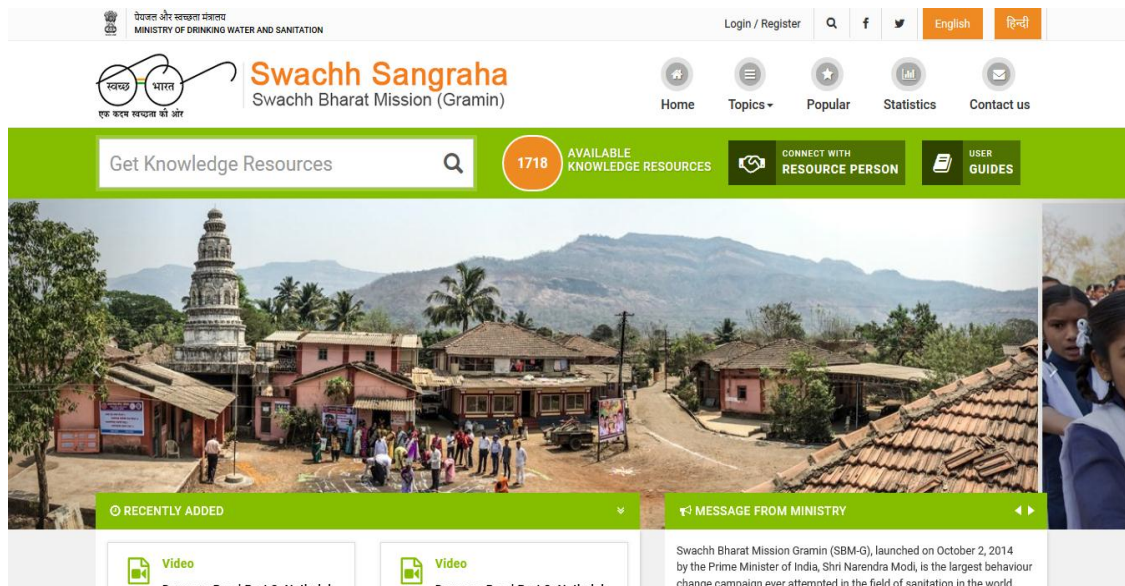 पेयजल और स्वच्छता मंत्रालय
MINISTRY OF DRINKING WATER AND SANITATION
Login / Register
English
हिन्दी
स्वच्छ भारत
एक कदम स्वच्छता की ओर
Swachh Sangraha
Swachh Bharat Mission (Gramin)
Home
Topics
Popular
Statistics
Contact us
Get Knowledge Resources
1718
AVAILABLE
KNOWLEDGE RESOURCES
CONNECT WITH
RESOURCE PERSON
USER
GUIDES
RECENTLY ADDED
Video
Video
MESSAGE FROM MINISTRY
Swachh Bharat Mission Gramin (SBM-G), launched on October 2, 2014
by the Prime Minister of India, Shri Narendra Modi, is the largest behaviour
change campaign ever attempted in the field of sanitation in the world